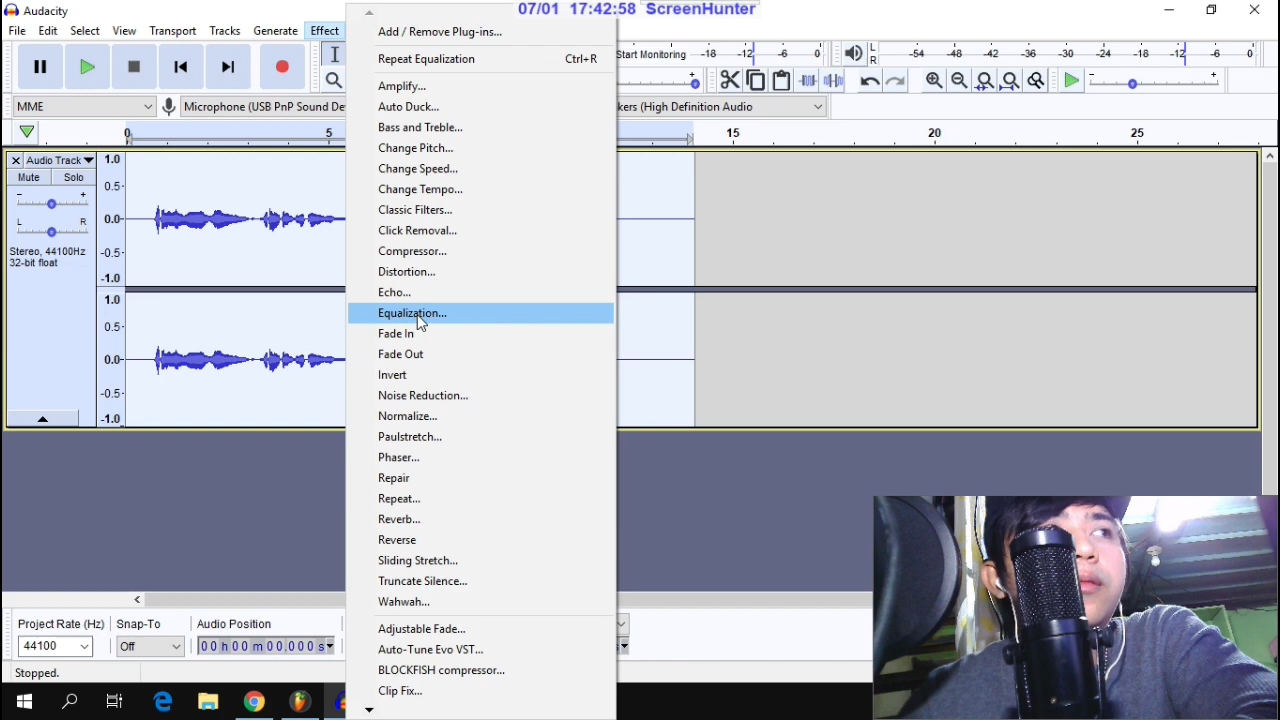 Audacity
07/01 17:42:58 ScreenHunter
File Edit Select View Transport Tracks Generate Effect
Add / Remove Plug-ins...
Repeat Equalization Ctrl+R
Amplify...
Auto Duck...
Bass and Treble...
Change Pitch...
Change Speed...
Change Tempo...
Classic Filters...
Click Removal...
Compressor...
Distortion...
Echo...
Equalization...
Fade In
Fade Out
Invert
Noise Reduction...
Normalize...
Paulstretch...
Phaser...
Repair
Repeat...
Reverb...
Reverse
Sliding Stretch...
Truncate Silence...
Wahwah...
Adjustable Fade...
Auto-Tune Evo VST...
BLOCKFISH compressor...
Clip Fix...
Start Monitoring -18 -12 -6 0
L
R
-54 -48 -42 -36 -30 -24 -18 -12 -6 0
MME Microphone (USB PnP Sound De
kers (High Definition Audio
0 5 15 20 25
Audio Track
Mute Solo
- +
L R
Stereo, 44100Hz
32-bit float
1.0
0.5
0.0
-0.5
-1.0
1.0
0.5
0.0
-0.5
-1.0
Project Rate (Hz) Snap-To Audio Position
44100 Off 00 h 00 m 00.000 s
Stopped.